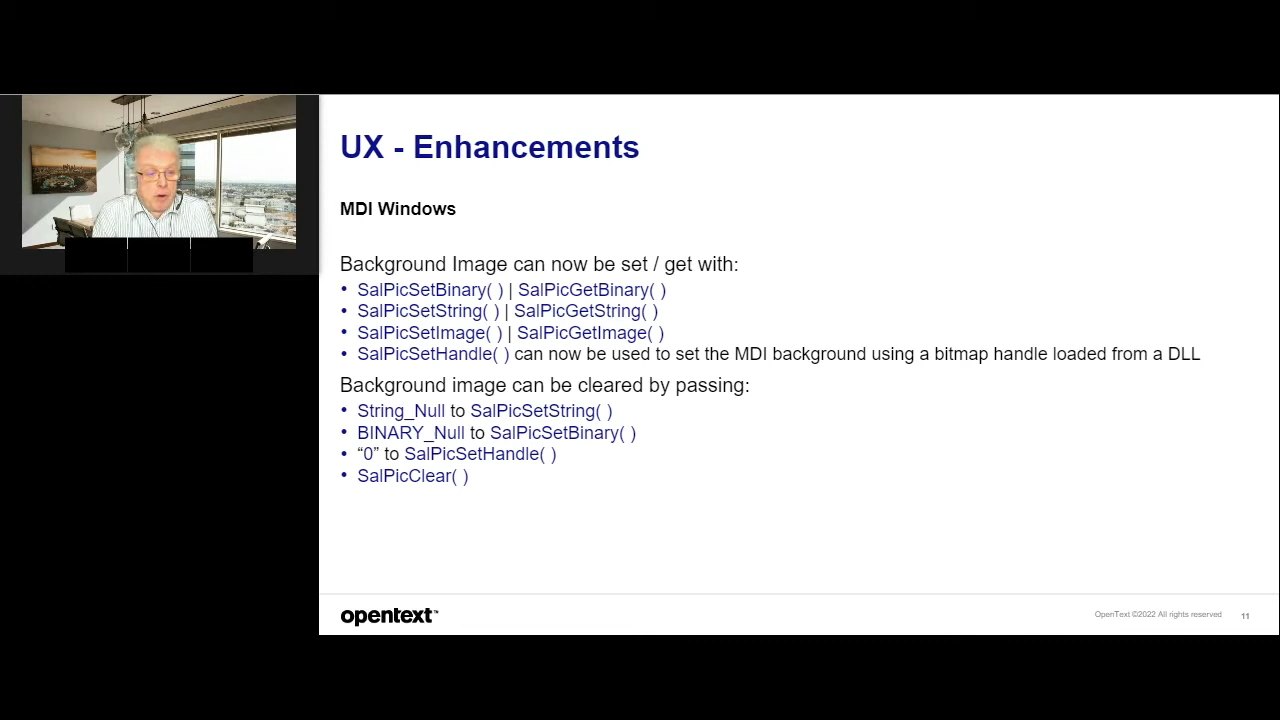 UX - Enhancements
MDI Windows
Background Image can now be set / get with:
• SalPicSetBinary( ) | SalPicGetBinary( )
• SalPicSetString( ) | SalPicGetString( )
• SalPicSetImage( ) | SalPicGetImage( )
• SalPicSetHandle( ) can now be used to set the MDI background using a bitmap handle loaded from a DLL
Background image can be cleared by passing:
• String_Null to SalPicSetString( )
• BINARY_Null to SalPicSetBinary( )
• “0” to SalPicSetHandle( )
• SalPicClear( )
opentext™
OpenText ©2022 All rights reserved 11